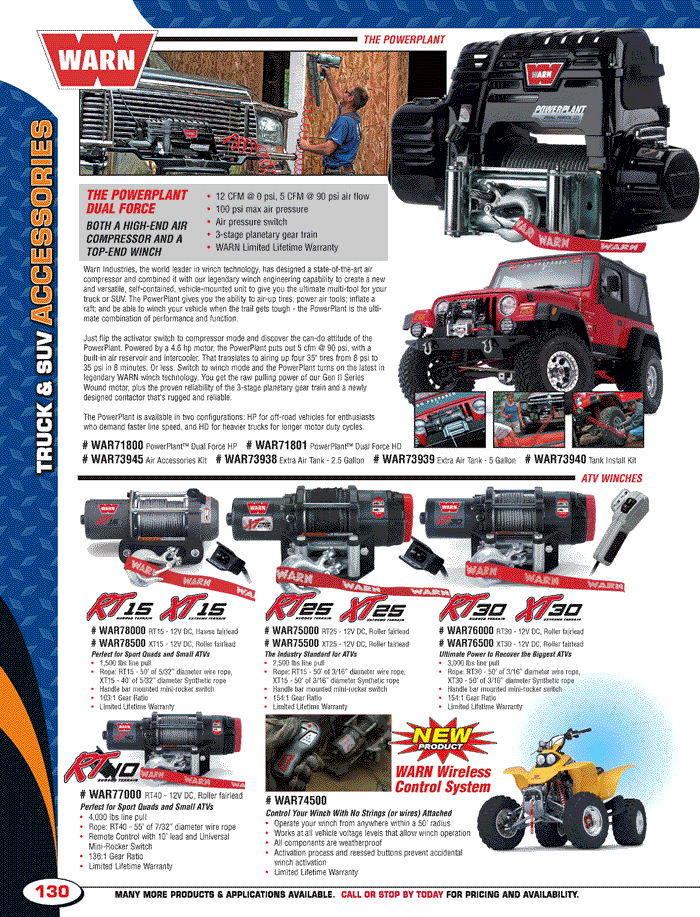 THE POWERPLANT
WARN
WARN
POWERPLANT
DUAL FORCE
WARN
WARN
THE POWERPLANT
DUAL FORCE
BOTH A HIGH-END AIR
COMPRESSOR AND A
TOP-END WINCH
• 12 CFM @ 0 psi, 5 CFM @ 90 psi air flow
• 100 psi max air pressure
• Air pressure switch
• 3-stage planetary gear train
• WARN Limited Lifetime Warranty
Warn Industries, the world leader in winch technology, has designed a state-of-the-art air
compressor and combined it with our legendary winch engineering capability to create a new
and versatile, self-contained, vehicle-mounted unit to give you the ultimate multi-tool for your
truck or SUV. The PowerPlant gives you the ability to air-up tires; power air tools; inflate a
raft; and be able to winch your vehicle when the trail gets tough - the PowerPlant is the ulti-
mate combination of performance and function.
Just flip the activator switch to compressor mode and discover the can-do attitude of the
PowerPlant. Powered by a 4.6 hp motor, the PowerPlant puts out 5 cfm @ 90 psi, with a
built-in air reservoir and intercooler. That translates to airing up four 35" tires from 8 psi to
35 psi in 8 minutes. Or less. Switch to winch mode and the PowerPlant turns on the latest in
legendary WARN winch technology. You get the raw pulling power of our Gen II Series
Wound motor, plus the proven reliability of the 3-stage planetary gear train and a newly
designed contactor that's rugged and reliable.
The PowerPlant is available in two configurations: HP for off-road vehicles for enthusiasts
who demand faster line speed, and HD for heavier trucks for longer motor duty cycles.
# WAR71800 PowerPlant™ Dual Force HP # WAR71801 PowerPlant™ Dual Force HD
# WAR73945 Air Accessories Kit # WAR73938 Extra Air Tank - 2.5 Gallon # WAR73939 Extra Air Tank - 5 Gallon # WAR73940 Tank Install Kit
TRUCK & SUV ACCESSORIES
ATV WINCHES
WARN
WARN
WARN
WARN
WARN
RT15 XT15
RUGGED TERRAIN EXTREME TERRAIN
# WAR78000 RT15 - 12V DC, Hawse fairlead
# WAR78500 XT15 - 12V DC, Roller fairlead
Perfect for Sport Quads and Small ATVs
• 1,500 lbs line pull
• Rope: RT15 - 50' of 5/32" diameter wire rope,
XT15 - 40' of 5/32" diameter Synthetic rope
• Handle bar mounted mini-rocker switch
• 103:1 Gear Ratio
• Limited Lifetime Warranty
RT25 XT25
RUGGED TERRAIN EXTREME TERRAIN
# WAR75000 RT25 - 12V DC, Roller fairlead
# WAR75500 XT25 - 12V DC, Roller fairlead
The Industry Standard for ATVs
• 2,500 lbs line pull
• Rope: RT15 - 50' of 3/16" diameter wire rope,
XT15 - 50' of 3/16" diameter Synthetic rope
• Handle bar mounted mini-rocker switch
• 154:1 Gear Ratio
• Limited Lifetime Warranty
RT30 XT30
RUGGED TERRAIN EXTREME TERRAIN
# WAR76000 RT30 - 12V DC, Roller fairlead
# WAR76500 XT30 - 12V DC, Roller fairlead
Ultimate Power to Recover the Biggest ATVs
• 3,000 lbs line pull
• Rope: RT30 - 50' of 3/16" diameter wire rope,
XT30 - 50' of 3/16" diameter Synthetic rope
• Handle bar mounted mini-rocker switch
• 154:1 Gear Ratio
• Limited Lifetime Warranty
WARN
RT40
RUGGED TERRAIN
# WAR77000 RT40 - 12V DC, Roller fairlead
Perfect for Sport Quads and Small ATVs
• 4,000 lbs line pull
• Rope: RT40 - 55' of 7/32" diameter wire rope
• Remote Control with 10' lead and Universal
Mini-Rocker Switch
• 136:1 Gear Ratio
• Limited Lifetime Warranty
NEW
PRODUCT
WARN Wireless
Control System
# WAR74500
Control Your Winch With No Strings (or wires) Attached
• Operate your winch from anywhere within a 50' radius
• Works at all vehicle voltage levels that allow winch operation
• All components are weatherproof
• Activation process and reessed buttons prevent accidental
winch activation
• Limited Lifetime Warranty
130
MANY MORE PRODUCTS & APPLICATIONS AVAILABLE. CALL OR STOP BY TODAY FOR PRICING AND AVAILABILITY.